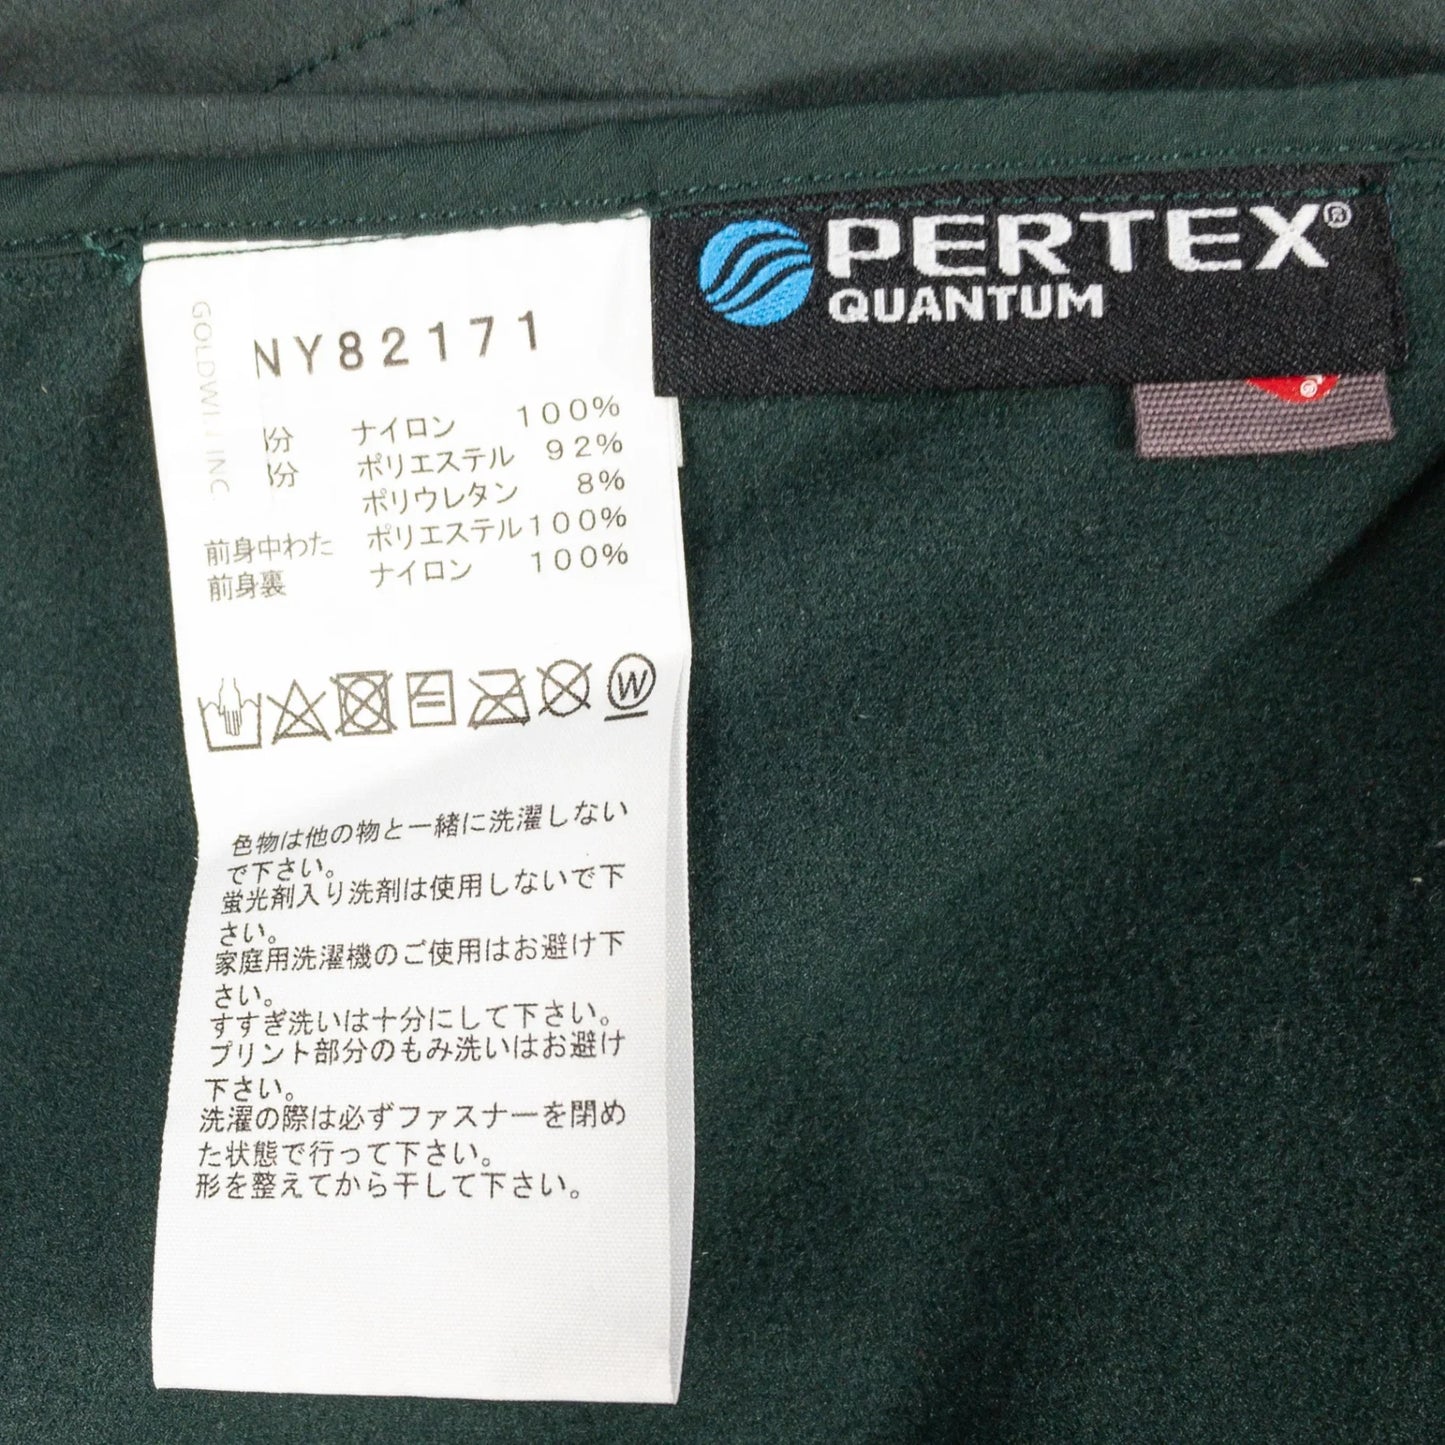 PERTEX®
QUANTUM
GOLDWIN INC.
NY82171
分 ナイロン 100%
分 ポリエステル 92%
ポリウレタン 8%
前身中わた ポリエステル 100%
前身裏 ナイロン 100%
W
色物は他の物と一緒に洗濯しない
で下さい。
蛍光剤入り洗剤は使用しないで下
さい。
家庭用洗濯機のご使用はお避け下
さい。
すすぎ洗いは十分にして下さい。
プリント部分のもみ洗いはお避け
下さい。
洗濯の際は必ずファスナーを閉め
た状態で行って下さい。
形を整えてから干して下さい。